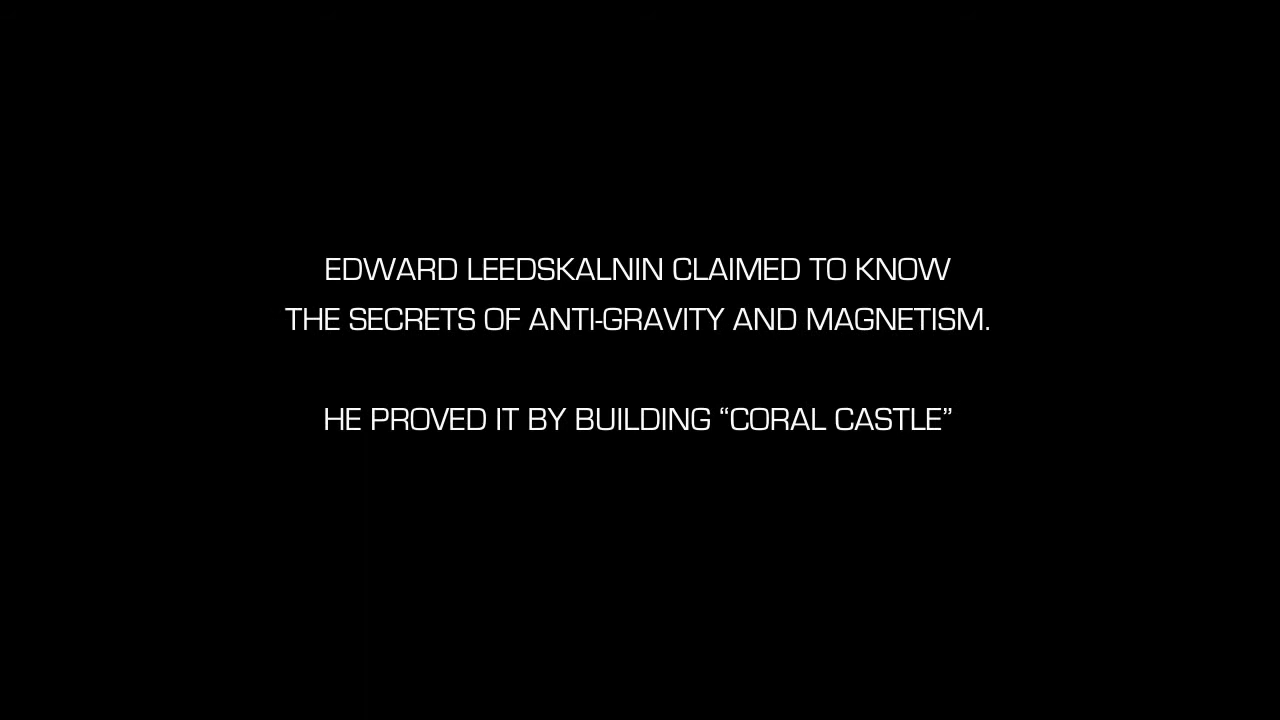 EDWARD LEEDSKALNIN CLAIMED TO KNOW
THE SECRETS OF ANTI-GRAVITY AND MAGNETISM.
HE PROVED IT BY BUILDING “CORAL CASTLE”